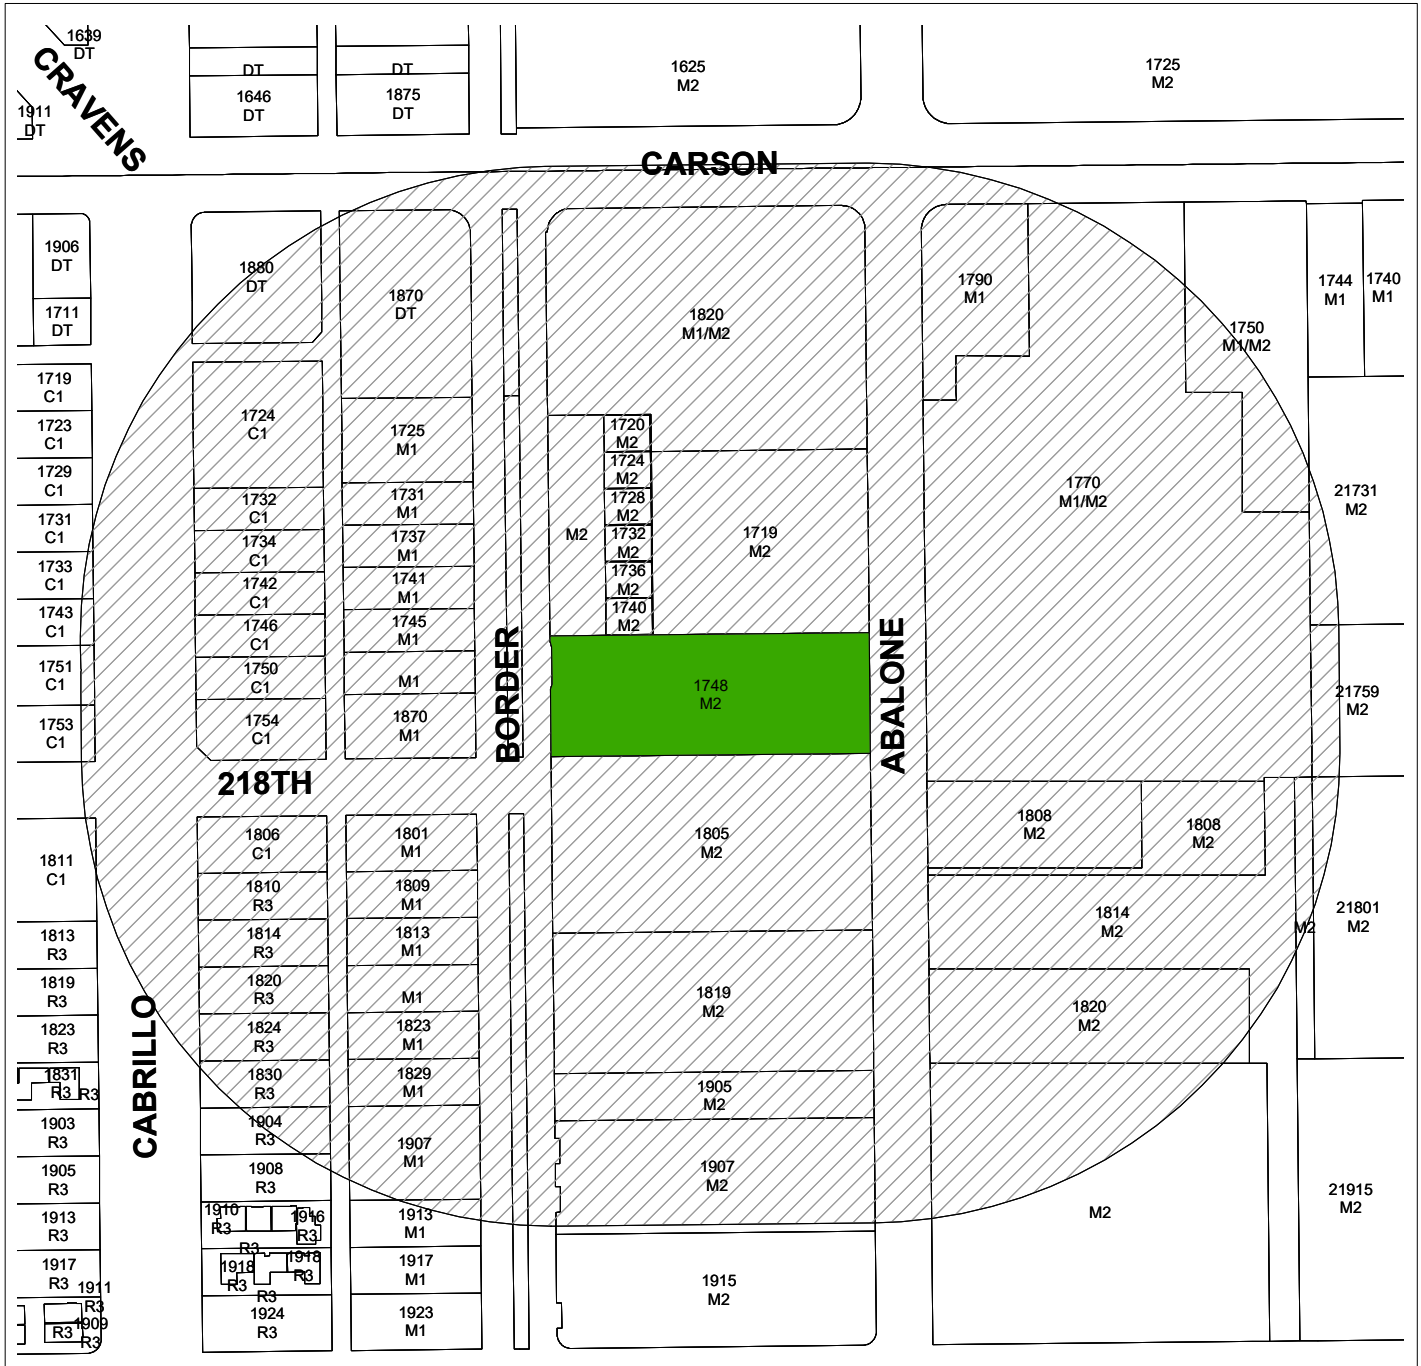 1639
DT
CRAVENS
1911
DT
DT
1646
DT
DT
1875
DT
1625
M2
1725
M2
CARSON
1906
DT
1711
DT
1880
DT
1870
DT
1820
M1/M2
1790
M1
1750
M1/M2
1744
M1
1740
M1
1719
C1
1723
C1
1729
C1
1731
C1
1733
C1
1743
C1
1751
C1
1753
C1
1724
C1
1732
C1
1734
C1
1742
C1
1746
C1
1750
C1
1754
C1
1725
M1
1731
M1
1737
M1
1741
M1
1745
M1
M1
1870
M1
BORDER
M2
1720
M2
1724
M2
1728
M2
1732
M2
1736
M2
1740
M2
1719
M2
1748
M2
ABALONE
1770
M1/M2
21731
M2
21759
M2
218TH
1811
C1
1813
R3
1819
R3
1823
R3
1831
R3
R3
1903
R3
1905
R3
1913
R3
1917
R3
1911
R3
R3
1909
R3
CABRILLO
1806
C1
1810
R3
1814
R3
1820
R3
1824
R3
1830
R3
1904
R3
1908
R3
1910
R3
1916
R3
R3
1918
R3
1918
R3
R3
1924
R3
1801
M1
1809
M1
1813
M1
M1
1823
M1
1829
M1
1907
M1
1913
M1
1917
M1
1923
M1
1805
M2
1819
M2
1905
M2
1907
M2
1915
M2
1808
M2
1808
M2
1814
M2
1820
M2
M2
M2
21801
M2
21915
M2